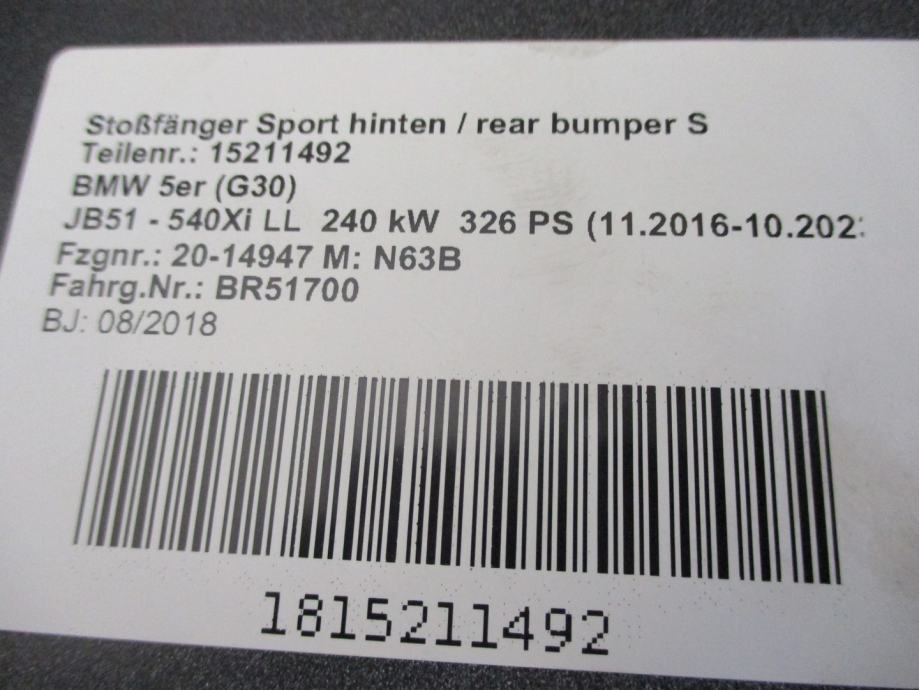 Stoßfänger Sport hinten / rear bumper S
Teilenr.: 15211492
BMW 5er (G30)
JB51 - 540Xi LL 240 kW 326 PS (11.2016-10.202
Fzgnr.: 20-14947 M: N63B
Fahrg.Nr.: BR51700
BJ: 08/2018
1815211492